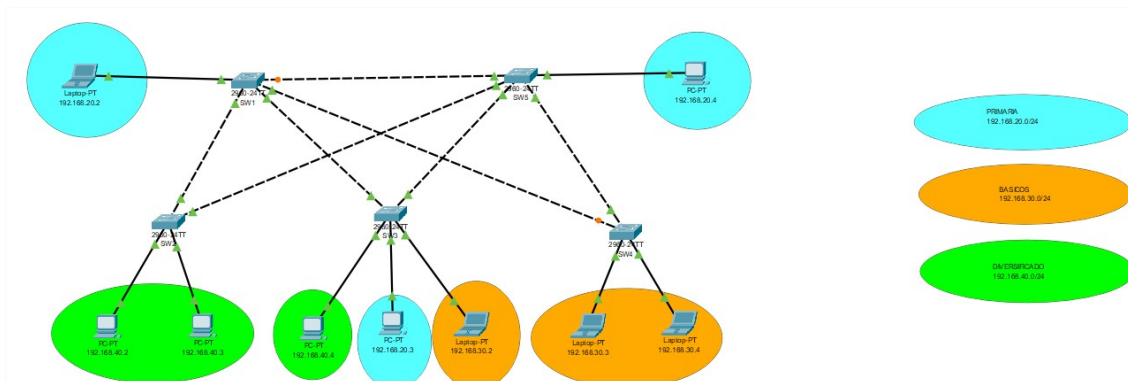 Laptop-PT
192.168.20.2
2960-24TT
SW1
2960-24TT
SW5
PC-PT
192.168.20.4
PRIMARIA
192.168.20.0/24
BASICOS
192.168.30.0/24
DIVERSIFICADO
192.168.40.0/24
2960-24TT
SW2
2960-24TT
SW3
2960-24TT
SW4
PC-PT
192.168.40.2
PC-PT
192.168.40.3
PC-PT
192.168.40.4
PC-PT
192.168.20.3
Laptop-PT
192.168.30.2
Laptop-PT
192.168.30.3
Laptop-PT
192.168.30.4